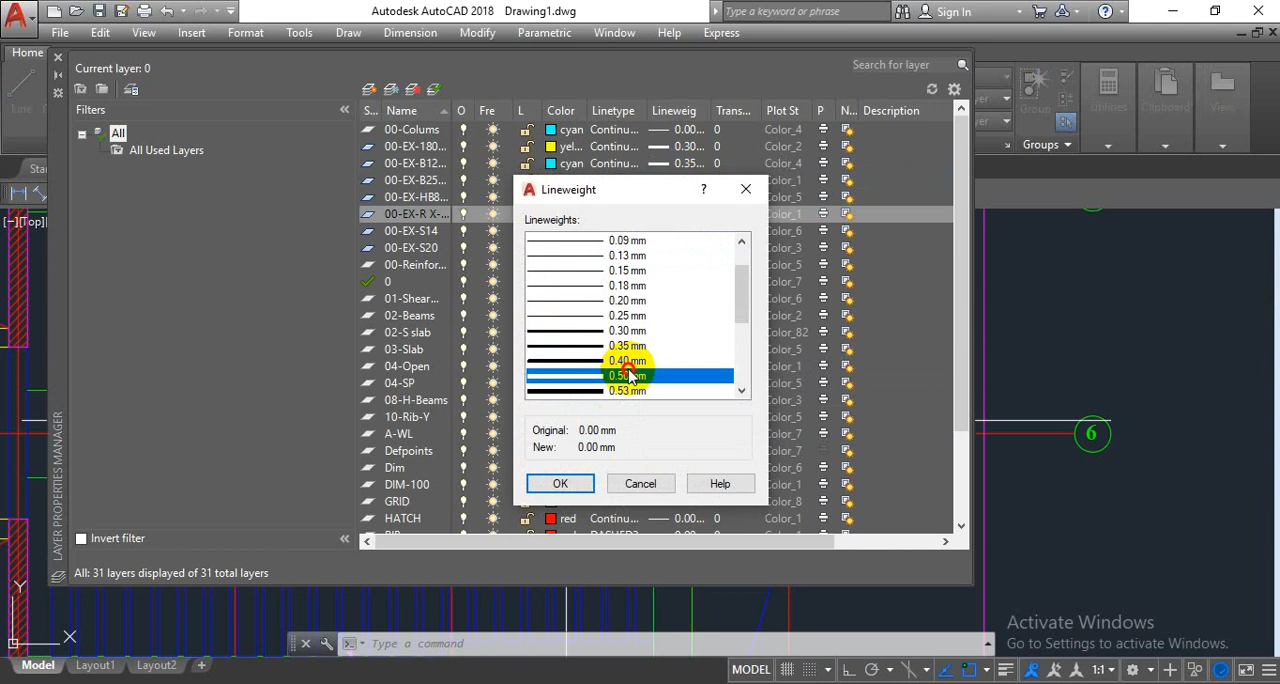 Autodesk AutoCAD 2018 Drawing1.dwg
Type a keyword or phrase
Sign In
File Edit View Insert Format Tools Draw Dimension Modify Parametric Window Help Express
Home
Current layer: 0
Search for layer
Filters
S... Name O Fre L Color Linetype Lineweig Trans... Plot St P N... Description
All
All Used Layers
00-Colums cyan Continu... 0.00... 0 Color_4
00-EX-180... yel... Continu... 0.30... 0 Color_2
00-EX-B12... cyan Continu... 0.35... 0 Color_4
00-EX-B25... Color_1
00-EX-HB8... Color_5
00-EX-R X-... Color_1
00-EX-S14 Color_6
00-EX-S20 Color_3
00-Reinfor... Color_5
0 Color_7
01-Shear... Color_6
02-Beams Color_2
02-S slab Color_82
03-Slab Color_5
04-Open Color_1
04-SP Color_5
08-H-Beams Color_3
10-Rib-Y Color_5
A-WL Color_7
Defpoints Color_7
Dim Color_6
DIM-100 Color_1
GRID Color_8
HATCH red Continu... 0.00... 0 Color_1
Lineweight
Lineweights:
0.09 mm
0.13 mm
0.15 mm
0.18 mm
0.20 mm
0.25 mm
0.30 mm
0.35 mm
0.40 mm
0.53 mm
Original: 0.00 mm
New: 0.00 mm
OK Cancel Help
Line
Group
Utilities
Clipboard
View
Groups
[−][Top]
6
LAYER PROPERTIES MANAGER
Invert filter
All: 31 layers displayed of 31 total layers
Y
X
Type a command
Activate Windows
Go to Settings to activate Windows.
Model Layout1 Layout2 +
MODEL
1:1